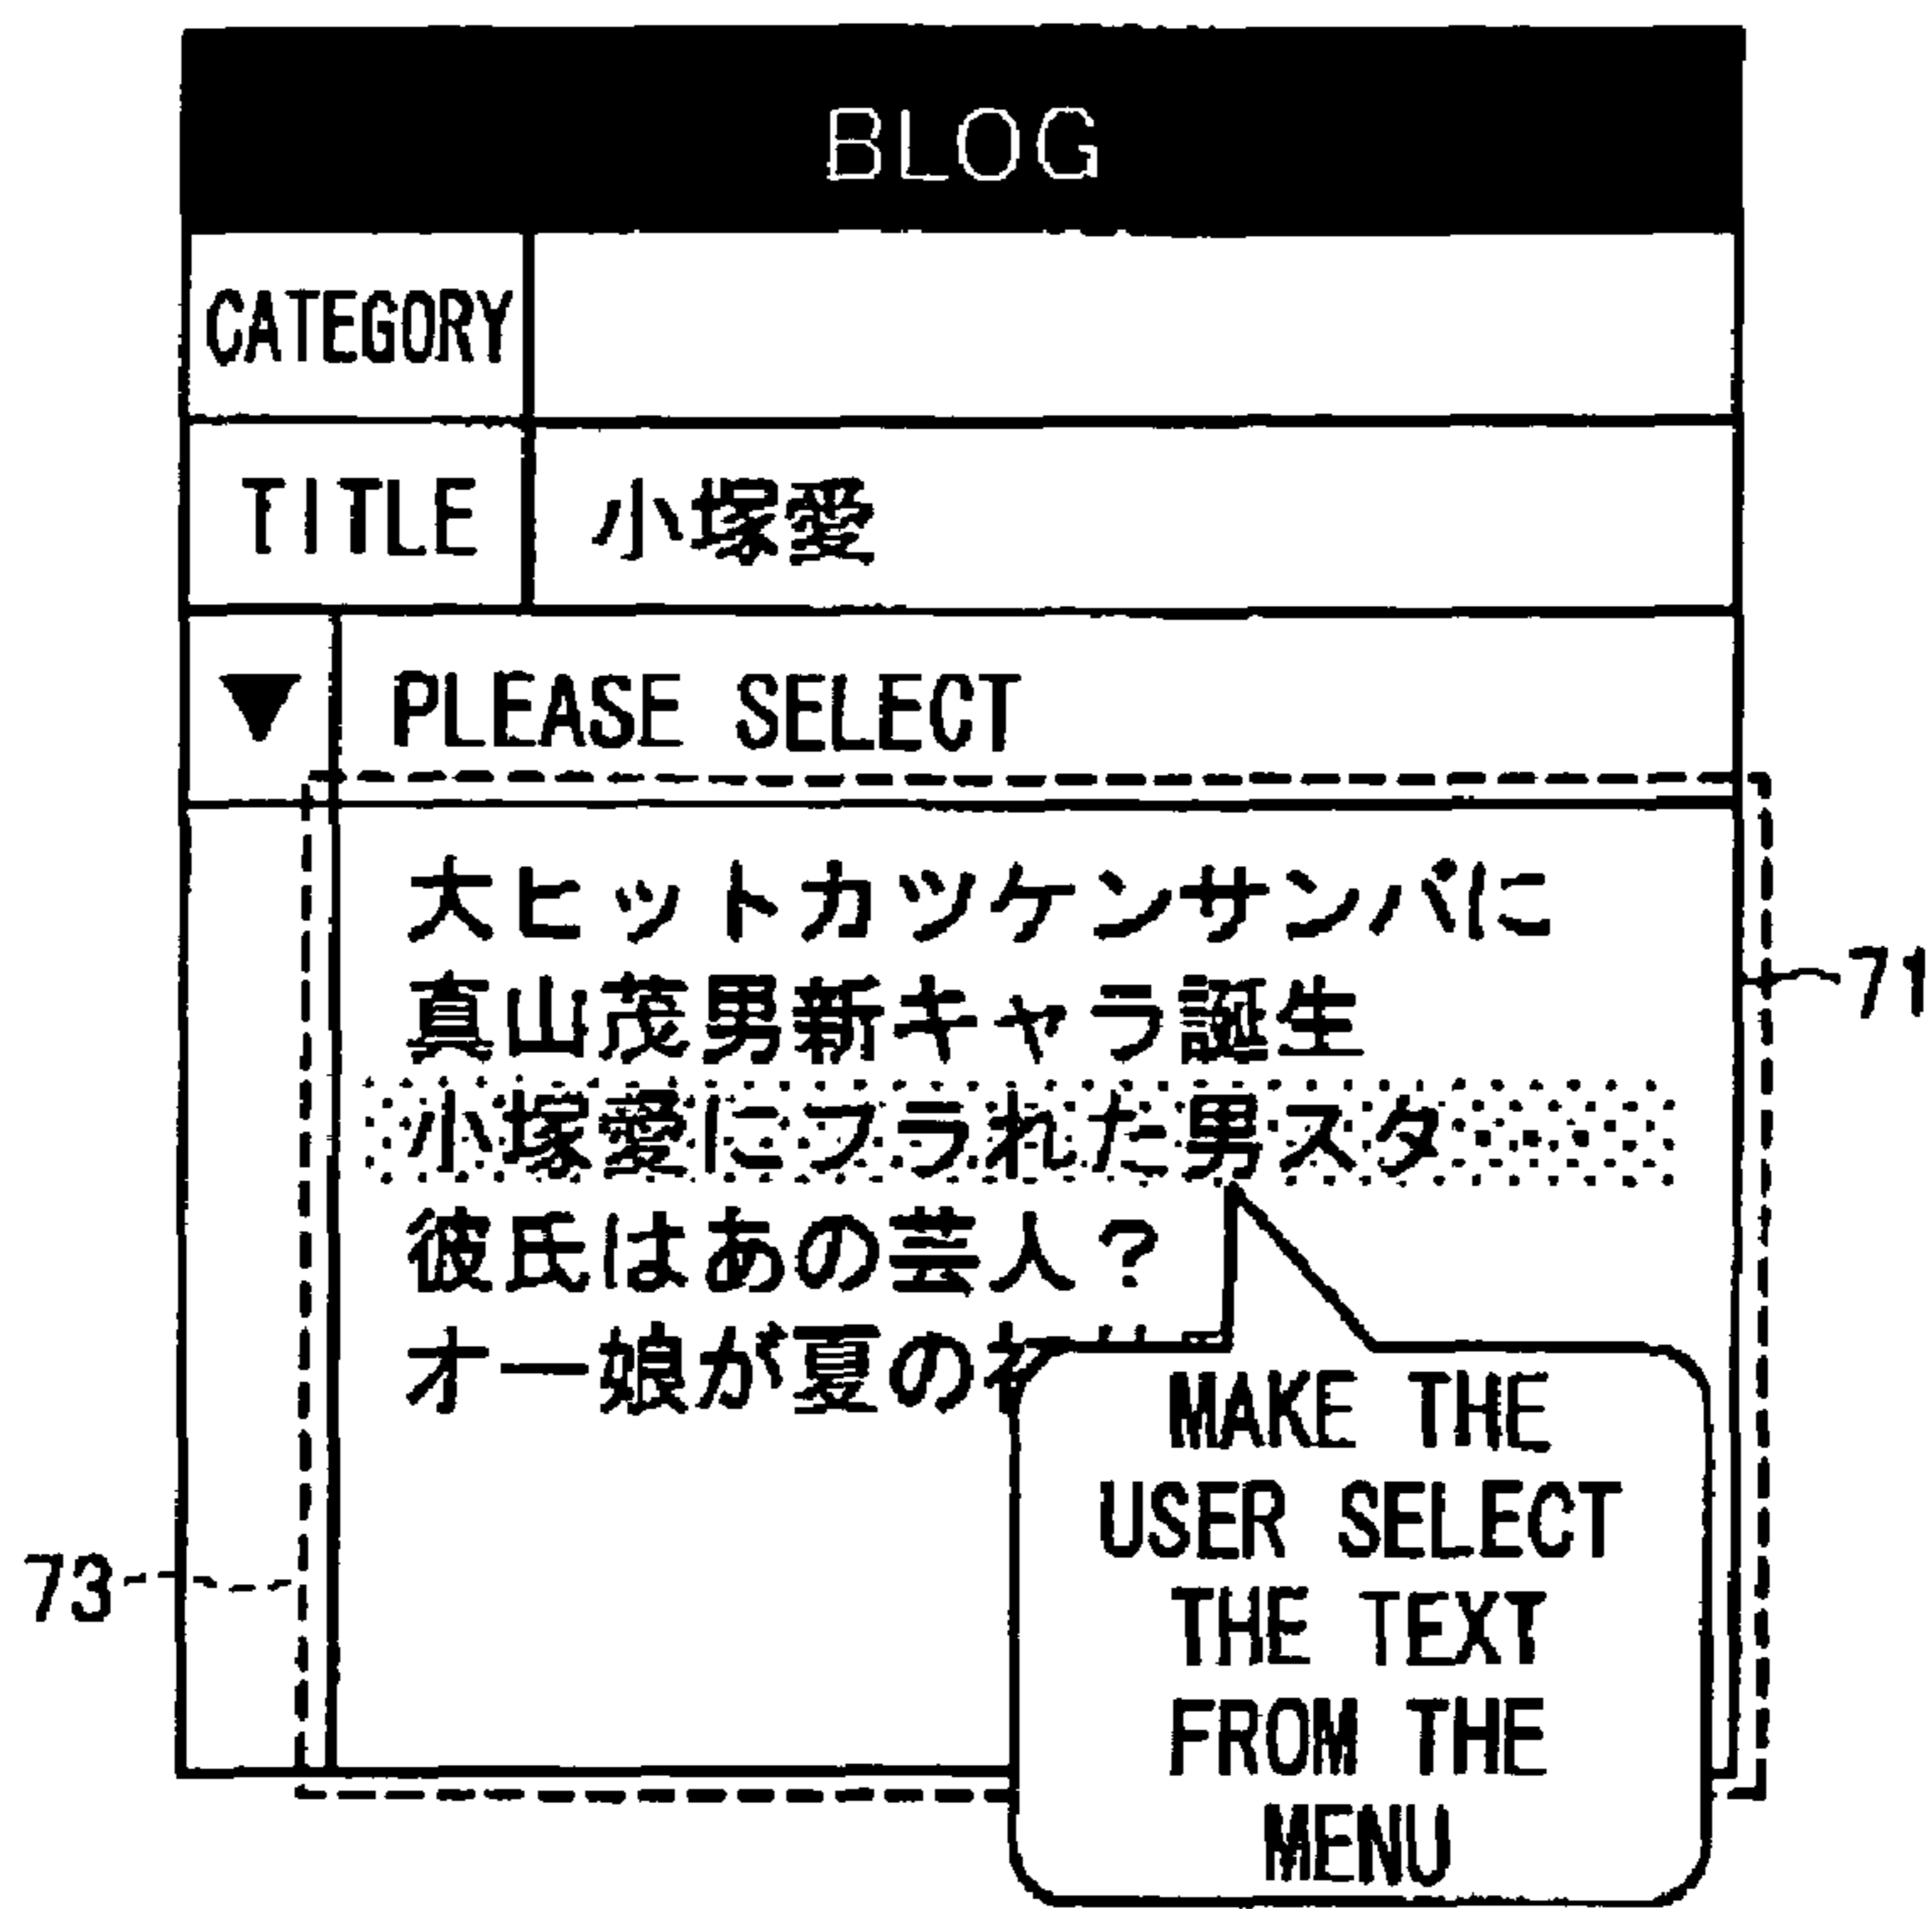 BLOG
CATEGORY
TITLE 小塚愛
▼ PLEASE SELECT
大ヒットカツケンサンバに
真山茂男新キャラ誕生
小塚愛にフラれた男スタ
彼氏はあの芸人?
オー娘が夏の
71
73
MAKE THE
USER SELECT
THE TEXT
FROM THE
MENU